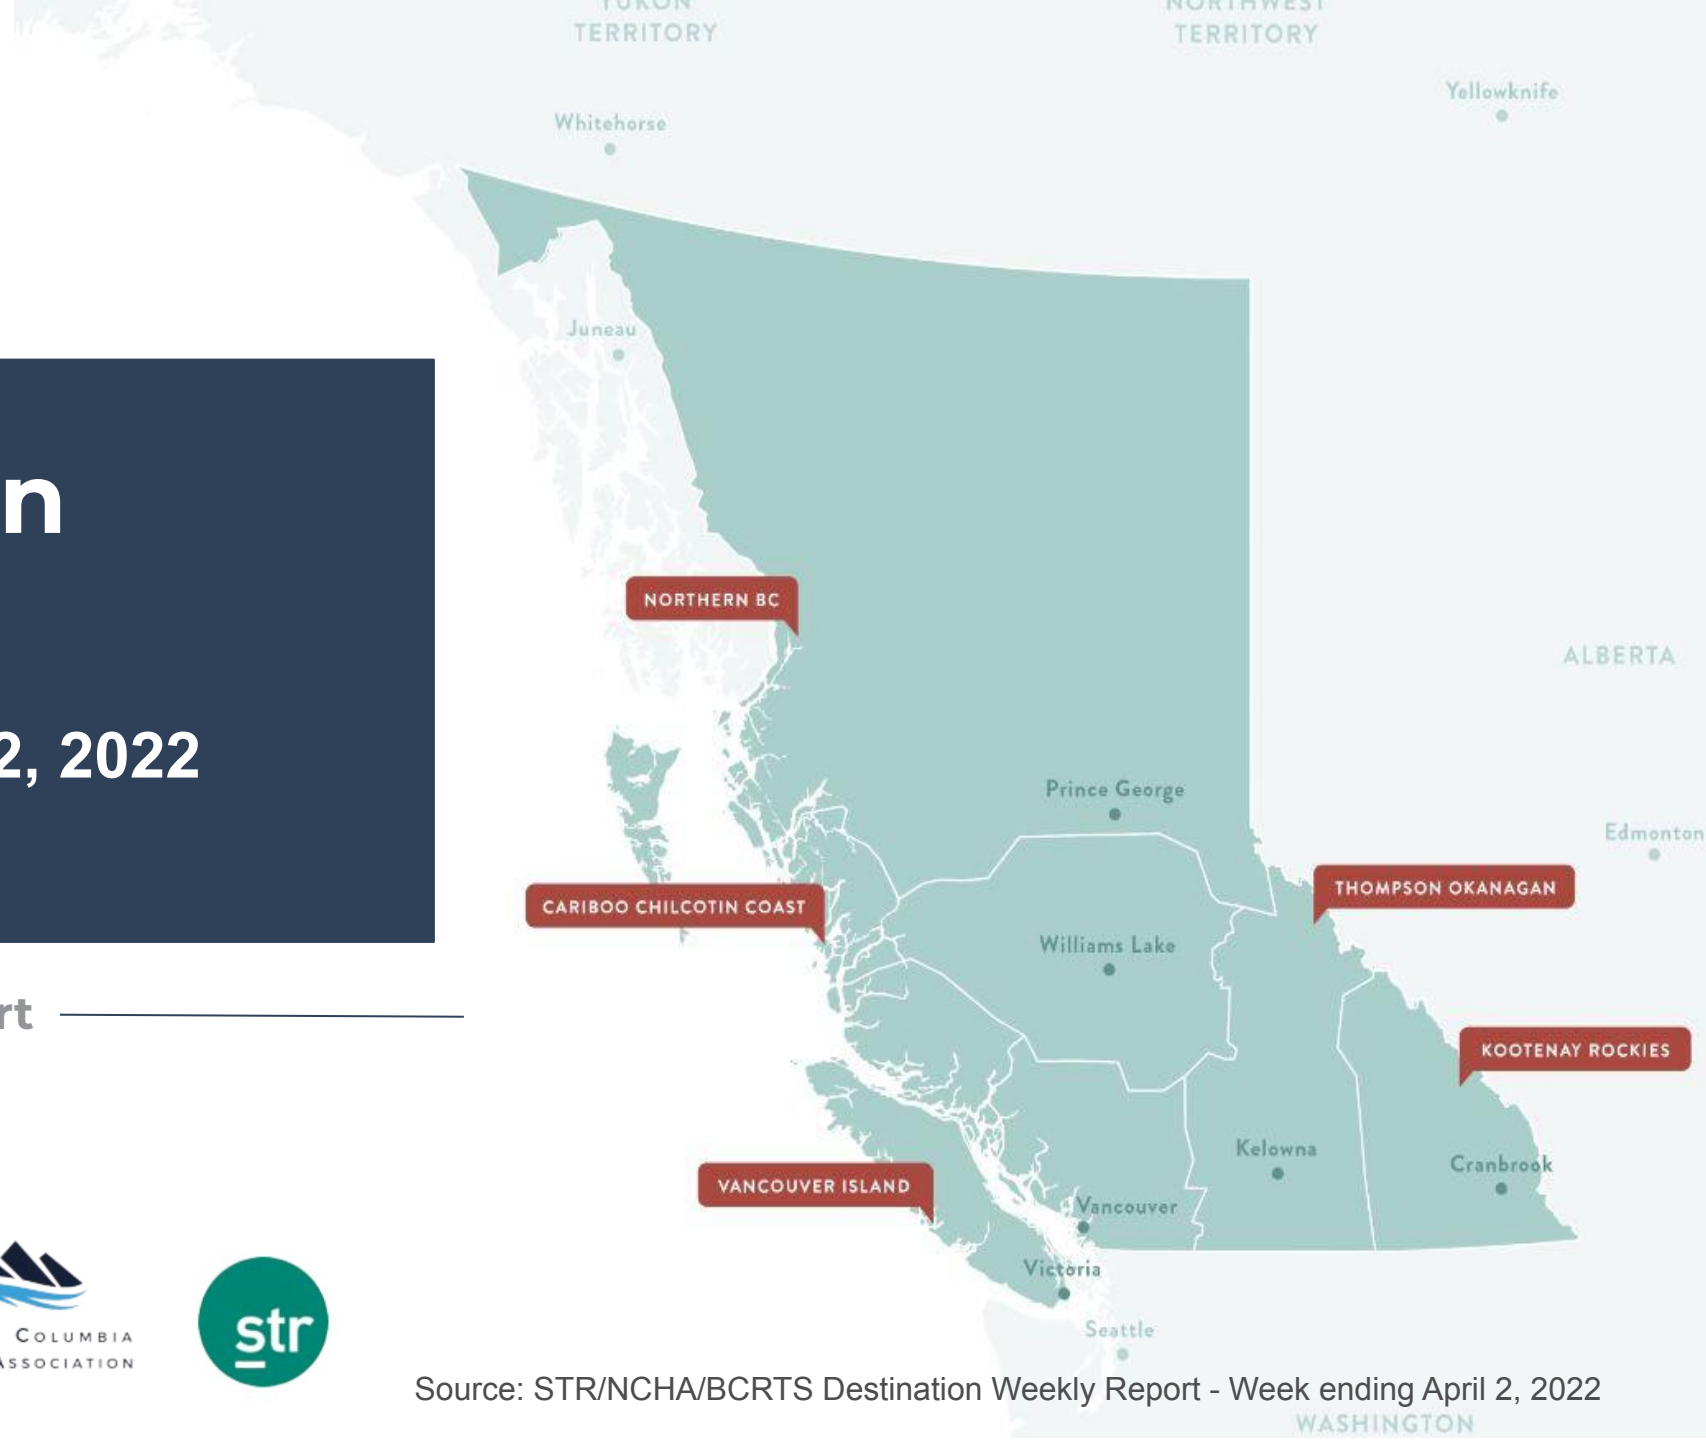 YUKON
TERRITORY
NORTHWEST
TERRITORY
Yellowknife
Whitehorse
Juneau
n
2, 2022
NORTHERN BC
ALBERTA
Prince George
Edmonton
THOMPSON OKANAGAN
CARIBOO CHILCOTIN COAST
Williams Lake
rt
KOOTENAY ROCKIES
Kelowna
Cranbrook
VANCOUVER ISLAND
Vancouver
Victoria
Seattle
COLUMBIA
ASSOCIATION
str
Source: STR/NCHA/BCRTS Destination Weekly Report - Week ending April 2, 2022
WASHINGTON